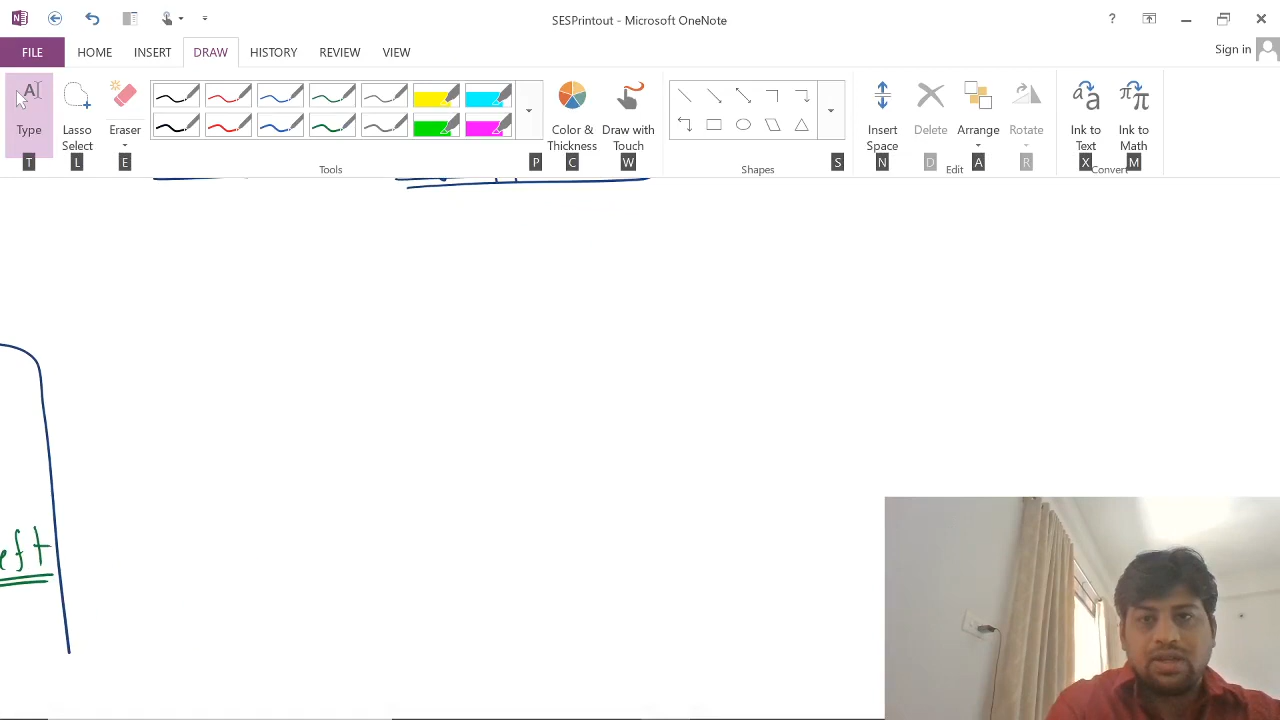 SESPrintout - Microsoft OneNote
?
Sign in
FILE HOME INSERT DRAW HISTORY REVIEW VIEW
Type Lasso Select Eraser Color & Thickness Draw with Touch Insert Space Delete Arrange Rotate Ink to Text Ink to Math
T L E P C W S N D A R X M
Tools Shapes Edit Convert
eft